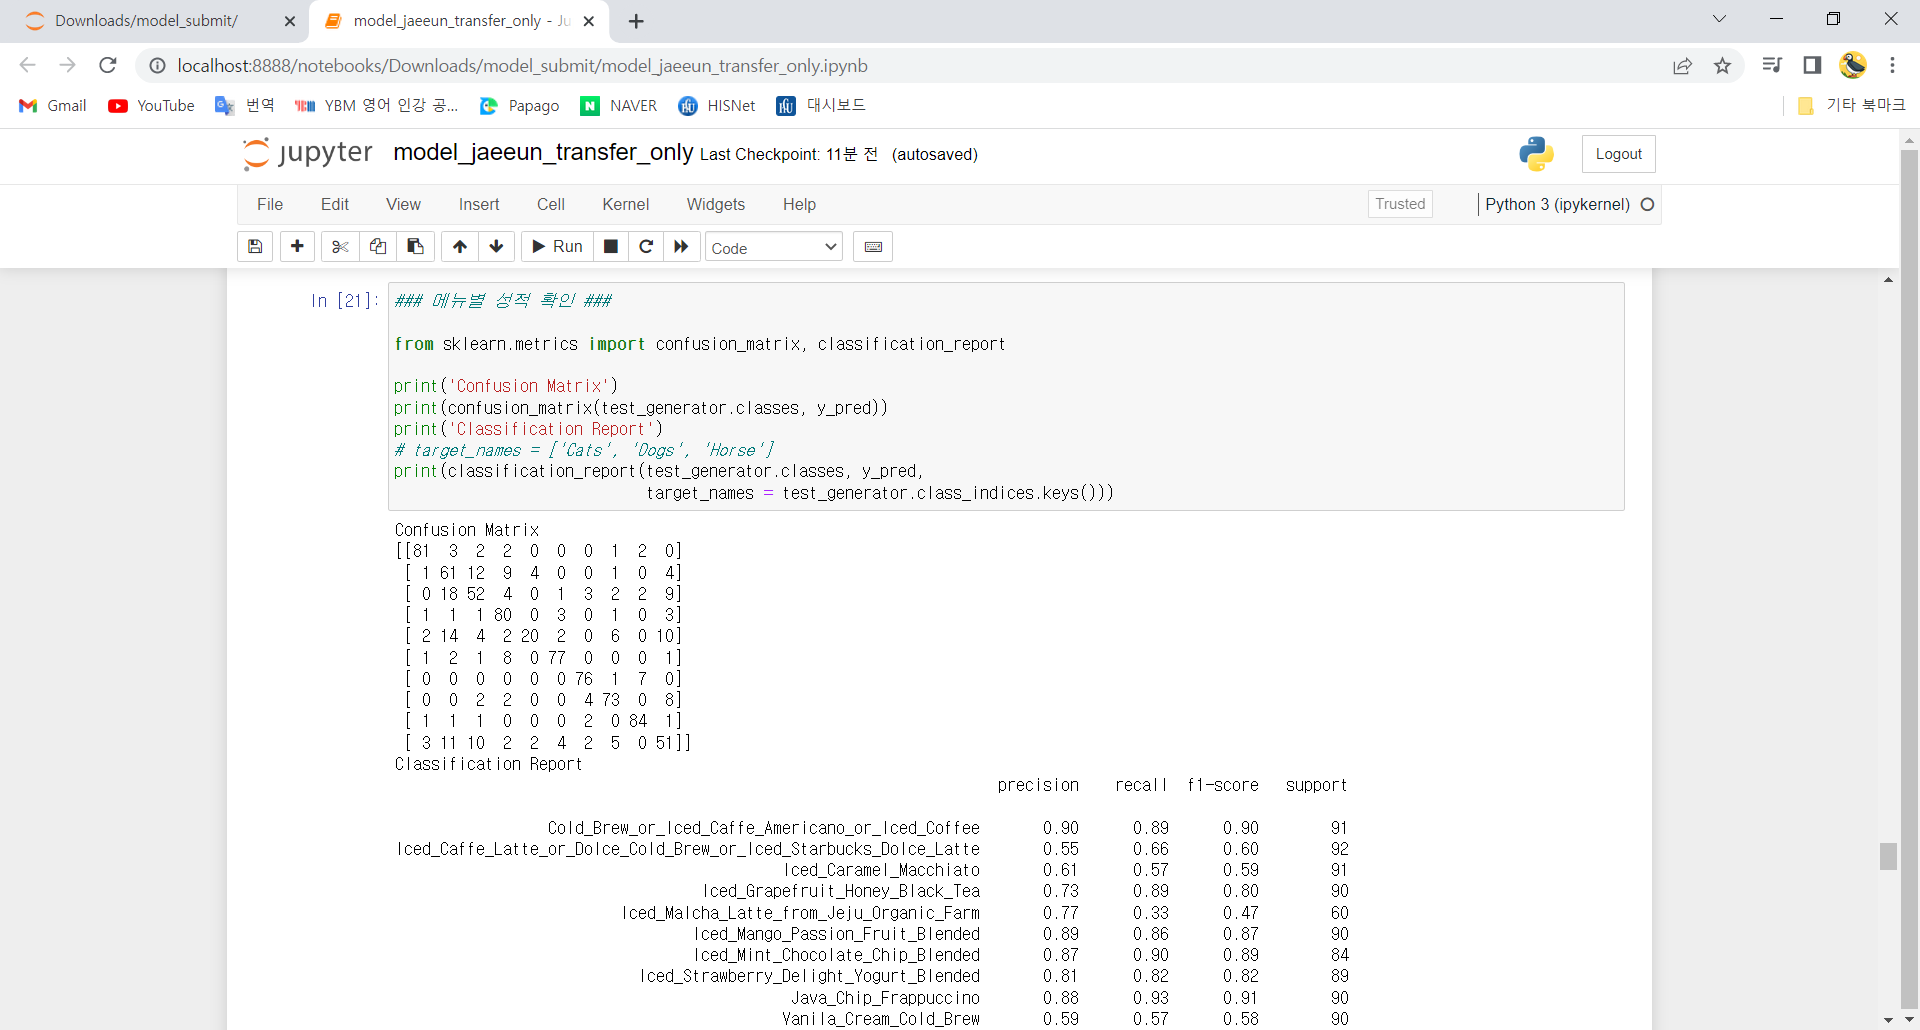 Downloads/model_submit/
model_jaeeun_transfer_only - Ju
localhost:8888/notebooks/Downloads/model_submit/model_jaeeun_transfer_only.ipynb
Gmail YouTube 번역 YBM 영어 인강 공... Papago NAVER HISNet 대시보드 기타 북마크
jupyter model_jaeeun_transfer_only Last Checkpoint: 11분 전 (autosaved) Logout
File Edit View Insert Cell Kernel Widgets Help Trusted Python 3 (ipykernel)
Run Code
In [21]: ### 메뉴별 성적 확인 ###
from sklearn.metrics import confusion_matrix, classification_report
print('Confusion Matrix')
print(confusion_matrix(test_generator.classes, y_pred))
print('Classification Report')
# target_names = ['Cats', 'Dogs', 'Horse']
print(classification_report(test_generator.classes, y_pred,
target_names = test_generator.class_indices.keys()))
Confusion Matrix
[[81 3 2 2 0 0 0 1 2 0]
[ 1 61 12 9 4 0 0 1 0 4]
[ 0 18 52 4 0 1 3 2 2 9]
[ 1 1 1 80 0 3 0 1 0 3]
[ 2 14 4 2 20 2 0 6 0 10]
[ 1 2 1 8 0 77 0 0 0 1]
[ 0 0 0 0 0 0 76 1 7 0]
[ 0 0 2 2 0 0 4 73 0 8]
[ 1 1 1 0 0 0 2 0 84 1]
[ 3 11 10 2 2 4 2 5 0 51]]
Classification Report
precision recall f1-score support
Cold_Brew_or_Iced_Caffe_Americano_or_Iced_Coffee 0.90 0.89 0.90 91
Iced_Caffe_Latte_or_Dolce_Cold_Brew_or_Iced_Starbucks_Dolce_Latte 0.55 0.66 0.60 92
Iced_Caramel_Macchiato 0.61 0.57 0.59 91
Iced_Grapefruit_Honey_Black_Tea 0.73 0.89 0.80 90
Iced_Malcha_Latte_from_Jeju_Organic_Farm 0.77 0.33 0.47 60
Iced_Mango_Passion_Fruit_Blended 0.89 0.86 0.87 90
Iced_Mint_Chocolate_Chip_Blended 0.87 0.90 0.89 84
Iced_Strawberry_Delight_Yogurt_Blended 0.81 0.82 0.82 89
Java_Chip_Frappuccino 0.88 0.93 0.91 90
Vanila_Cream_Cold_Brew 0.59 0.57 0.58 90